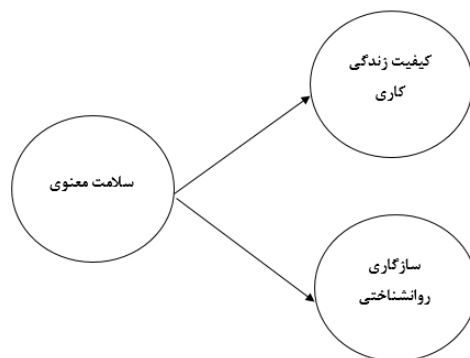 کیفیت زندگی
کاری
سلامت معنوی
سازگاری
روانشناختی